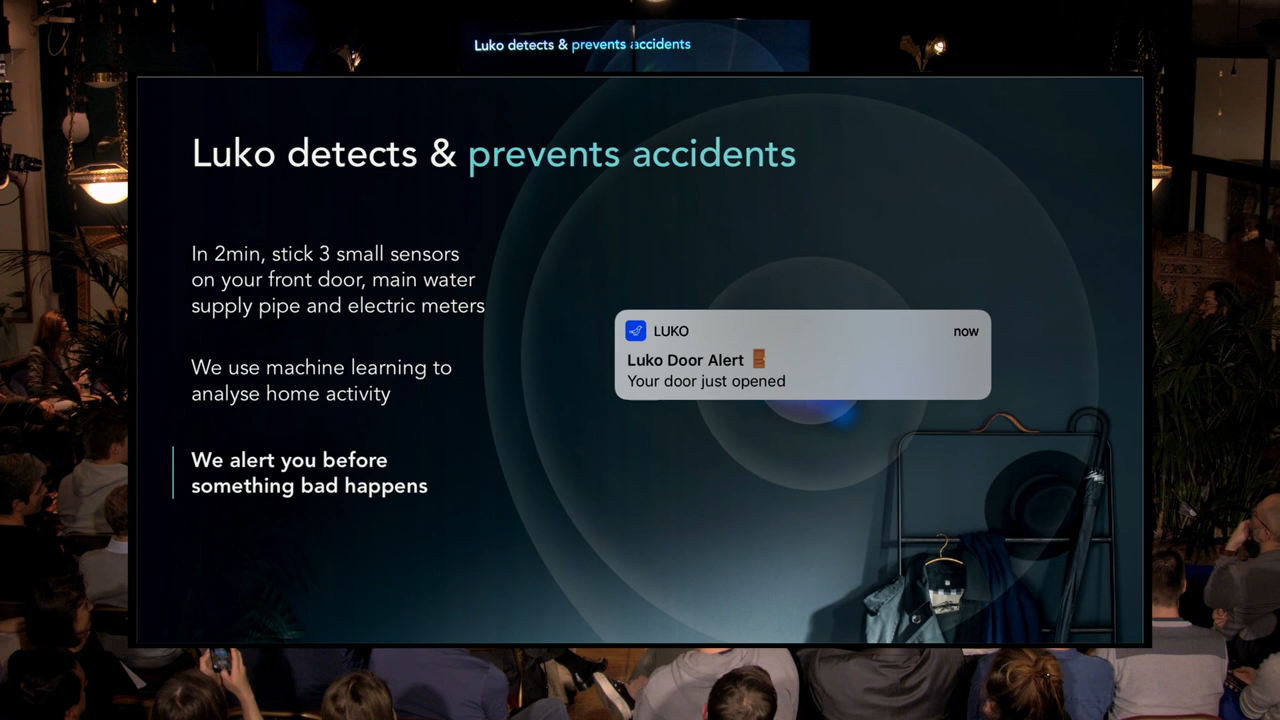 Luko detects & prevents accidents
Luko detects & prevents accidents
In 2min, stick 3 small sensors
on your front door, main water
supply pipe and electric meters
We use machine learning to
analyse home activity
We alert you before
something bad happens
LUKO
now
Luko Door Alert 🚪
Your door just opened